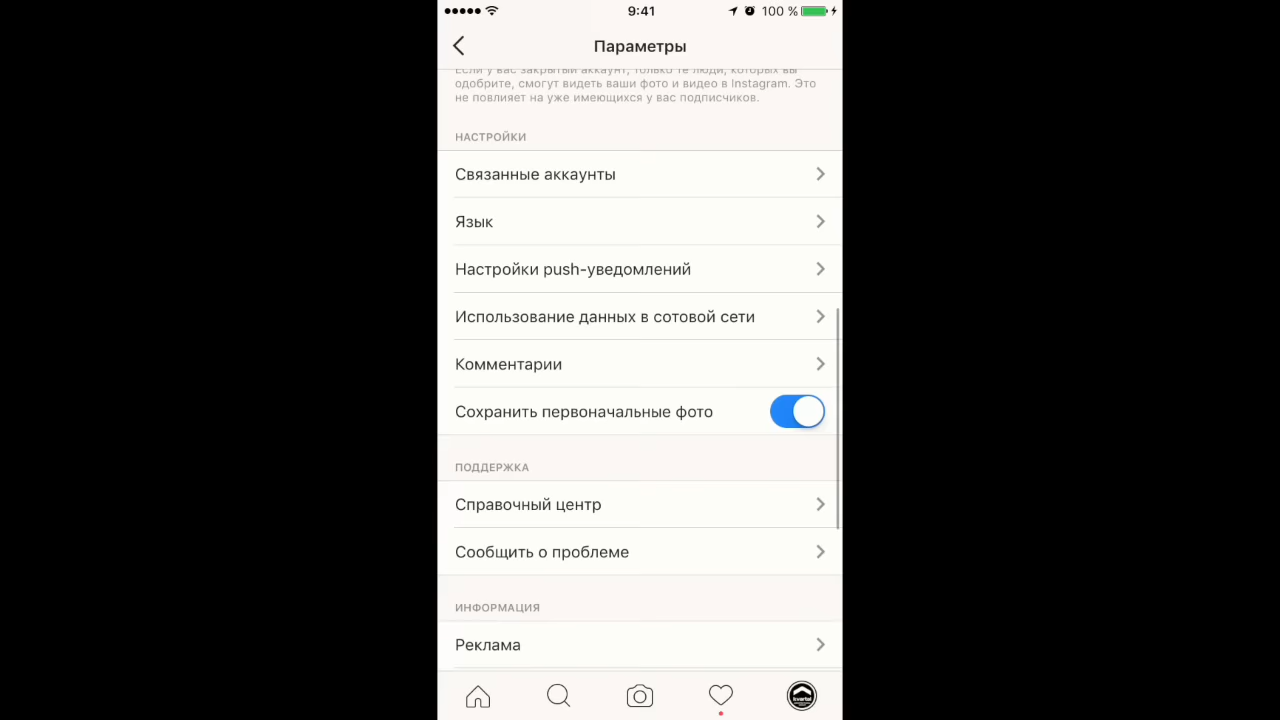 9:41
100 %
Параметры
Если у вас закрытый аккаунт, только те люди, которых вы
одобрите, смогут видеть ваши фото и видео в Instagram. Это
не повлияет на уже имеющихся у вас подписчиков.
НАСТРОЙКИ
Связанные аккаунты
Язык
Настройки push-уведомлений
Использование данных в сотовой сети
Комментарии
Сохранить первоначальные фото
ПОДДЕРЖКА
Справочный центр
Сообщить о проблеме
ИНФОРМАЦИЯ
Реклама